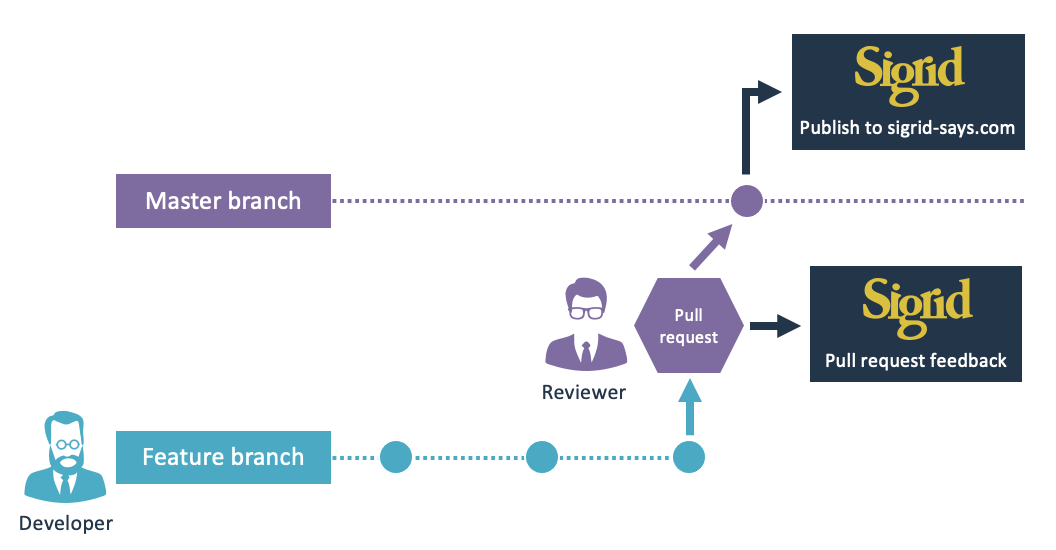 Sigrid
Publish to sigrid-says.com
Master branch
Sigrid
Pull
request
Pull request feedback
Reviewer
Feature branch
Developer